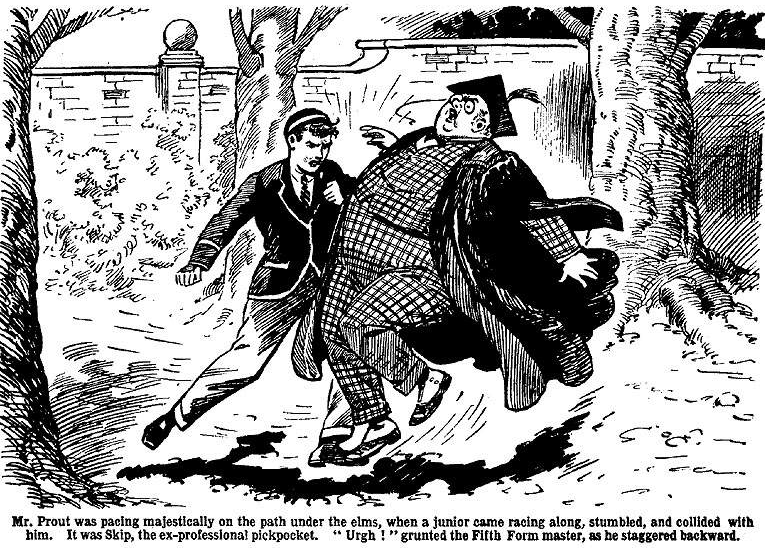 Mr. Prout was pacing majestically on the path under the elms, when a junior came racing along, stumbled, and collided with
him. It was Skip, the ex-professional pickpocket. "Urgh!" grunted the Fifth Form master, as he staggered backward.